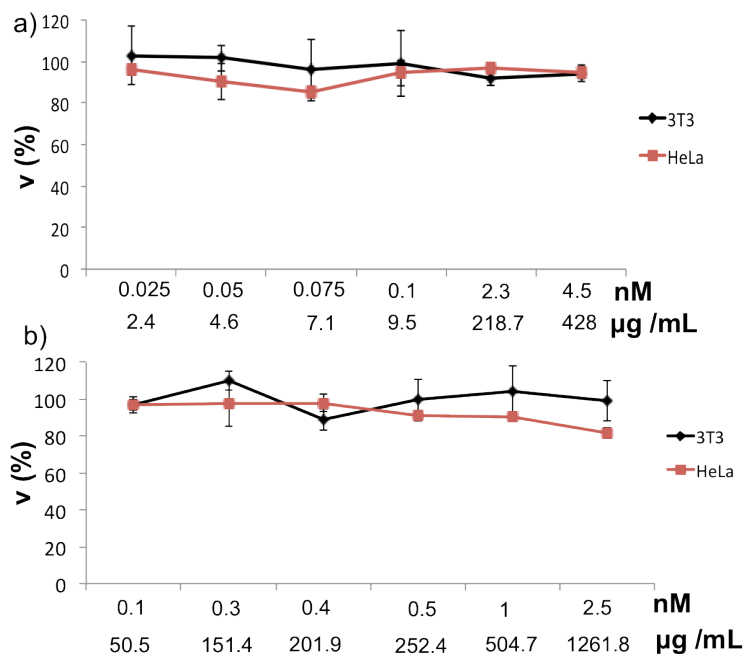 a)
120
100
80
60
40
20
0
v (%)
3T3
HeLa
0.025 0.05 0.075 0.1 2.3 4.5 nM
2.4 4.6 7.1 9.5 218.7 428 µg /mL
b)
120
100
80
60
40
20
0
v (%)
3T3
HeLa
0.1 0.3 0.4 0.5 1 2.5 nM
50.5 151.4 201.9 252.4 504.7 1261.8 µg /mL